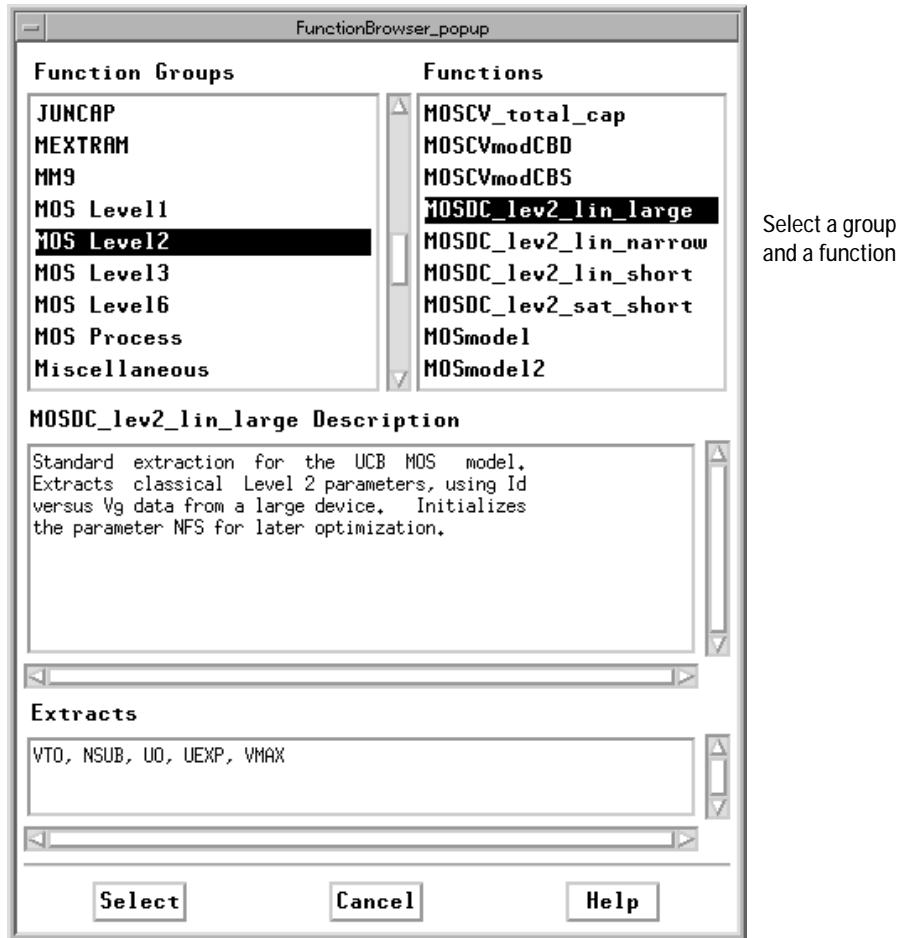 FunctionBrowser_popup
Function Groups
Functions
JUNCAP
MEXTRAM
MM9
MOS Level1
MOS Level2
MOS Level3
MOS Level6
MOS Process
Miscellaneous
MOSCV_total_cap
MOSCVmodCBD
MOSCVmodCBS
MOSDC_lev2_lin_large
MOSDC_lev2_lin_narrow
MOSDC_lev2_lin_short
MOSDC_lev2_sat_short
MOSmodel
MOSmodel2
Select a group
and a function
MOSDC_lev2_lin_large Description
Standard extraction for the UCB MOS model.
Extracts classical Level 2 parameters, using Id
versus Vg data from a large device. Initializes
the parameter NFS for later optimization.
Extracts
VTO, NSUB, UO, UEXP, VMAX
Select
Cancel
Help